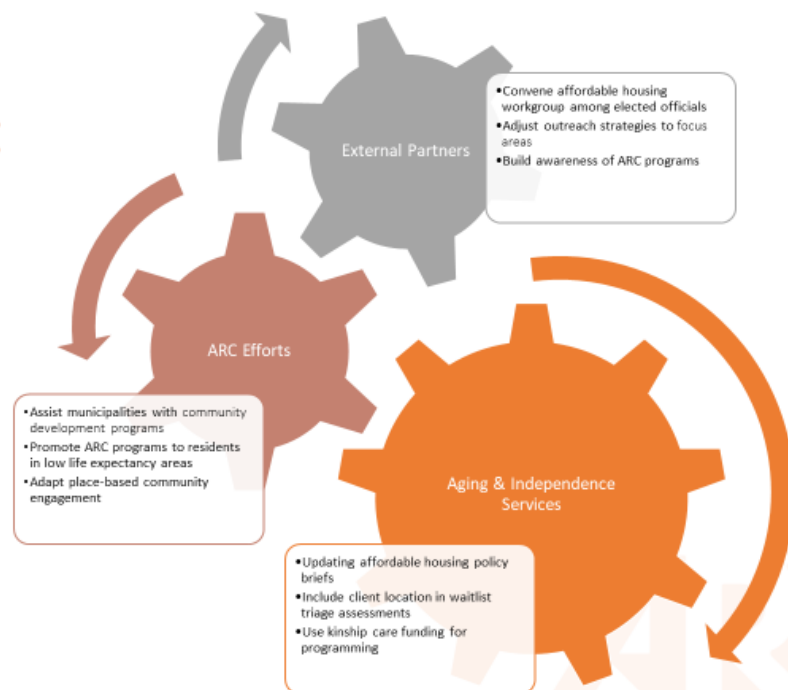 External Partners
•Convene affordable housing
workgroup among elected officials
•Adjust outreach strategies to focus
areas
•Build awareness of ARC programs
ARC Efforts
•Assist municipalities with community
development programs
•Promote ARC programs to residents
in low life expectancy areas
•Adapt place-based community
engagement
Aging & Independence
Services
•Updating affordable housing policy
briefs
•Include client location in waitlist
triage assessments
•Use kinship care funding for
programming